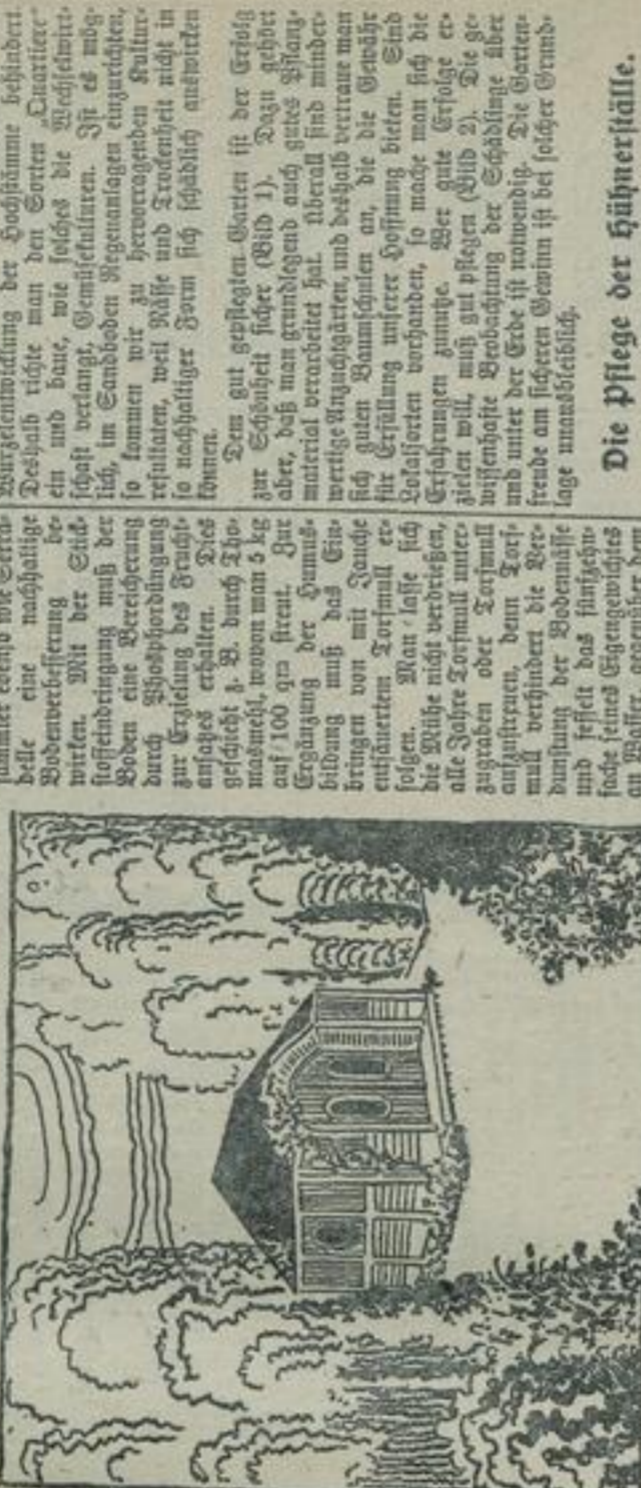 ebenso wie Serra-
delle eine nachhaltige
Bodenverbesserung be-
wirken. Mit der Stick-
stoffeindringung muß der
Boden eine Bereicherung
durch Phosphordüngung
zur Erzielung des Frucht-
ansatzes erhalten. Dies
geschieht z. B. durch Tho-
masmehl, wovon man 5 kg
auf 100 qm streut. Zur
Ergänzung der Humus-
bildung muß das Ein-
bringen von mit Jauche
entsäuertem Torfmull er-
folgen. Man lasse sich
die Mühe nicht verdrießen,
alle Jahre Torfmull unter-
zugraben oder Torfmull
aufzustreuen, denn Torf-
mull verhindert die Ver-
dunstung der Bodennässe
und fesselt das fünfzehn-
fache seines Eigengewichtes
an Wasser, gegenüber dem
Wurzelentwicklung der Hochstämme behindert.
Deshalb richte man den Sorten „Quartiere“
ein und baue, wie solches die Wechselwirt-
schaft verlangt, Gemüsekulturen. Ist es mög-
lich, im Sandboden Regenanlagen einzurichten,
so kommen wir zu hervorragenden Kultur-
resultaten, weil Nässe und Trockenheit nicht in
so nachhaltiger Form sich schädlich auswirken
können.
Dem gut gepflegten Garten ist der Erfolg
zur Schönheit sicher (Bild 1). Dazu gehört
aber, daß man grundlegend auch gutes Pflanz-
material verarbeitet hat. Überall sind minder-
wertige Anzuchtgärten, und deshalb vertraue man
sich guten Baumschulen an, die die Gewähr
für Erfüllung unserer Hoffnung bieten. Sind
Lokalsorten vorhanden, so mache man sich die
Erfahrungen zunutze. Wer gute Erfolge er-
zielen will, muß gut pflegen (Bild 2). Die ge-
wissenhafte Beobachtung der Schädlinge über
und unter der Erde ist notwendig. Die Garten-
freude am sicheren Gewinn ist bei solcher Grund-
lage unausbleiblich.
Die Pflege der Hühnerställe.